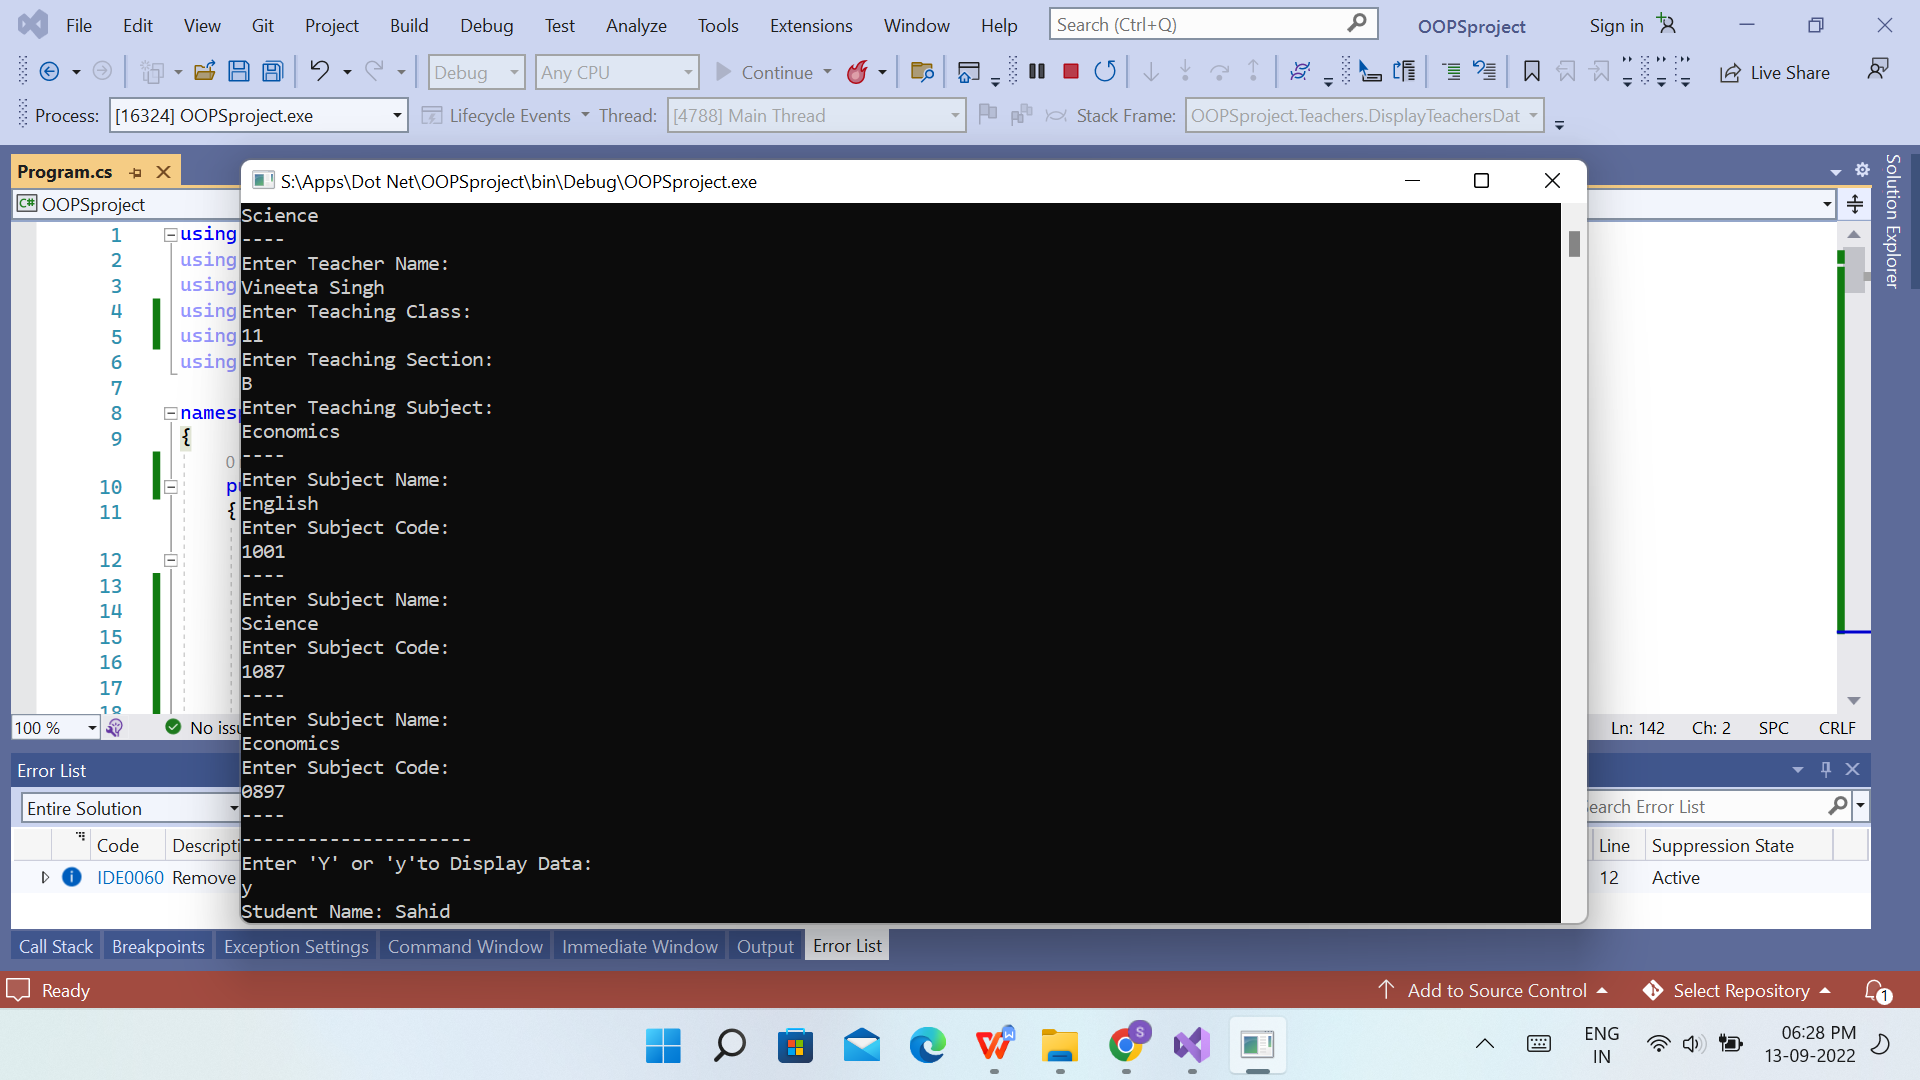 File Edit View Git Project Build Debug Test Analyze Tools Extensions Window Help Search (Ctrl+Q) OOPSproject Sign in
Debug Any CPU Continue Live Share
Process: [16324] OOPSproject.exe Lifecycle Events Thread: [4788] Main Thread Stack Frame: OOPSproject.Teachers.DisplayTeachersDat
Program.cs
OOPSproject
S:\Apps\Dot Net\OOPSproject\bin\Debug\OOPSproject.exe
Solution Explorer
1 using
2 using
3 using
4 using
5 using
6 using
7
8 namesp
9 {
0
10 p
11 {
12
13
14
15
16
17
18
Science
----
Enter Teacher Name:
Vineeta Singh
Enter Teaching Class:
11
Enter Teaching Section:
B
Enter Teaching Subject:
Economics
----
Enter Subject Name:
English
Enter Subject Code:
1001
----
Enter Subject Name:
Science
Enter Subject Code:
1087
----
Enter Subject Name:
Economics
Enter Subject Code:
0897
----
---------------------
Enter 'Y' or 'y'to Display Data:
y
Student Name: Sahid
100 % No issu Ln: 142 Ch: 2 SPC CRLF
Error List
Entire Solution earch Error List
Code Descripti Line Suppression State
IDE0060 Remove 12 Active
Call Stack Breakpoints Exception Settings Command Window Immediate Window Output Error List
Ready Add to Source Control Select Repository 1
S
W
ENG
IN
06:28 PM
13-09-2022